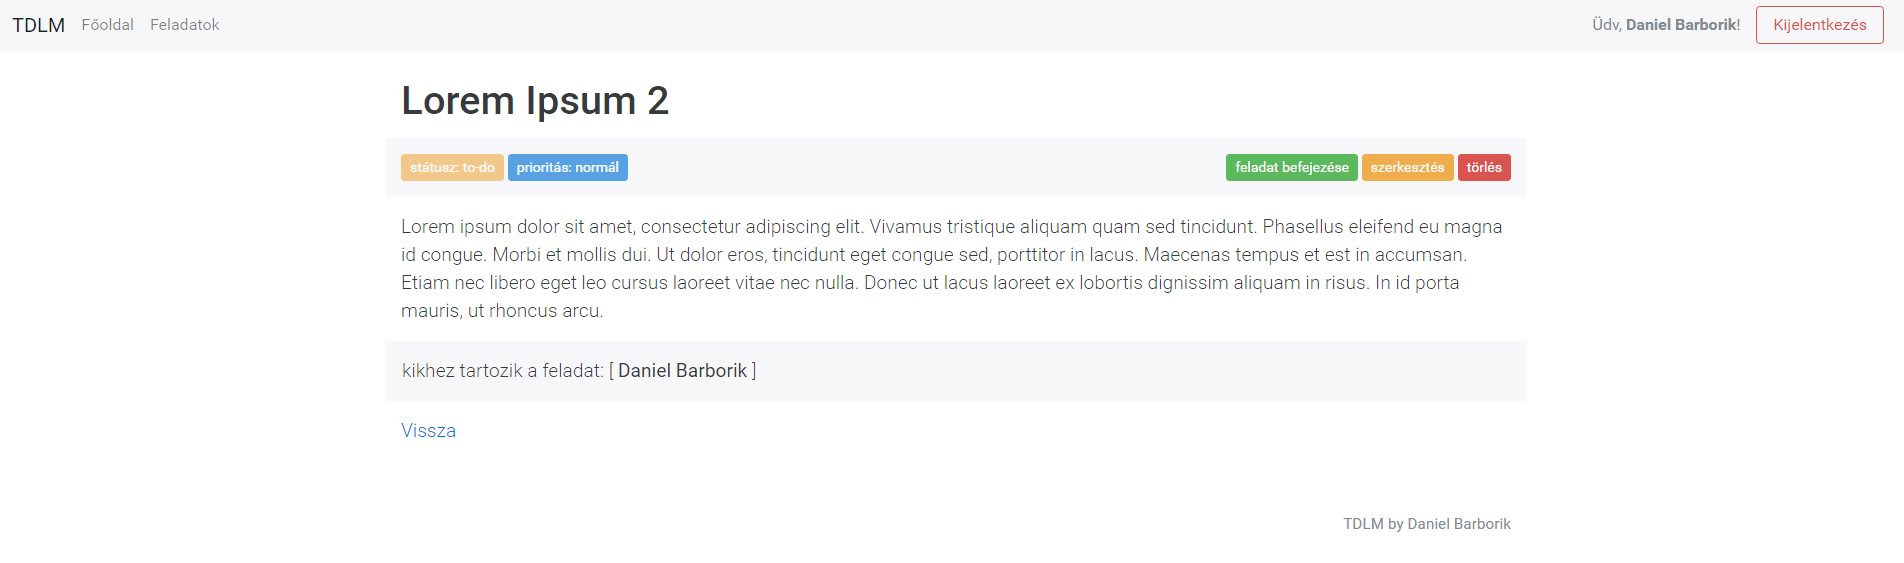 TDLM Főoldal Feladatok Üdv, Daniel Barborik! Kijelentkezés
Lorem Ipsum 2
státusz: to-do prioritás: normál feladat befejezése szerkesztés törlés
Lorem ipsum dolor sit amet, consectetur adipiscing elit. Vivamus tristique aliquam quam sed tincidunt. Phasellus eleifend eu magna
id congue. Morbi et mollis dui. Ut dolor eros, tincidunt eget congue sed, porttitor in lacus. Maecenas tempus et est in accumsan.
Etiam nec libero eget leo cursus laoreet vitae nec nulla. Donec ut lacus laoreet ex lobortis dignissim aliquam in risus. In id porta
mauris, ut rhoncus arcu.
kikhez tartozik a feladat: [ Daniel Barborik ]
Vissza
TDLM by Daniel Barborik